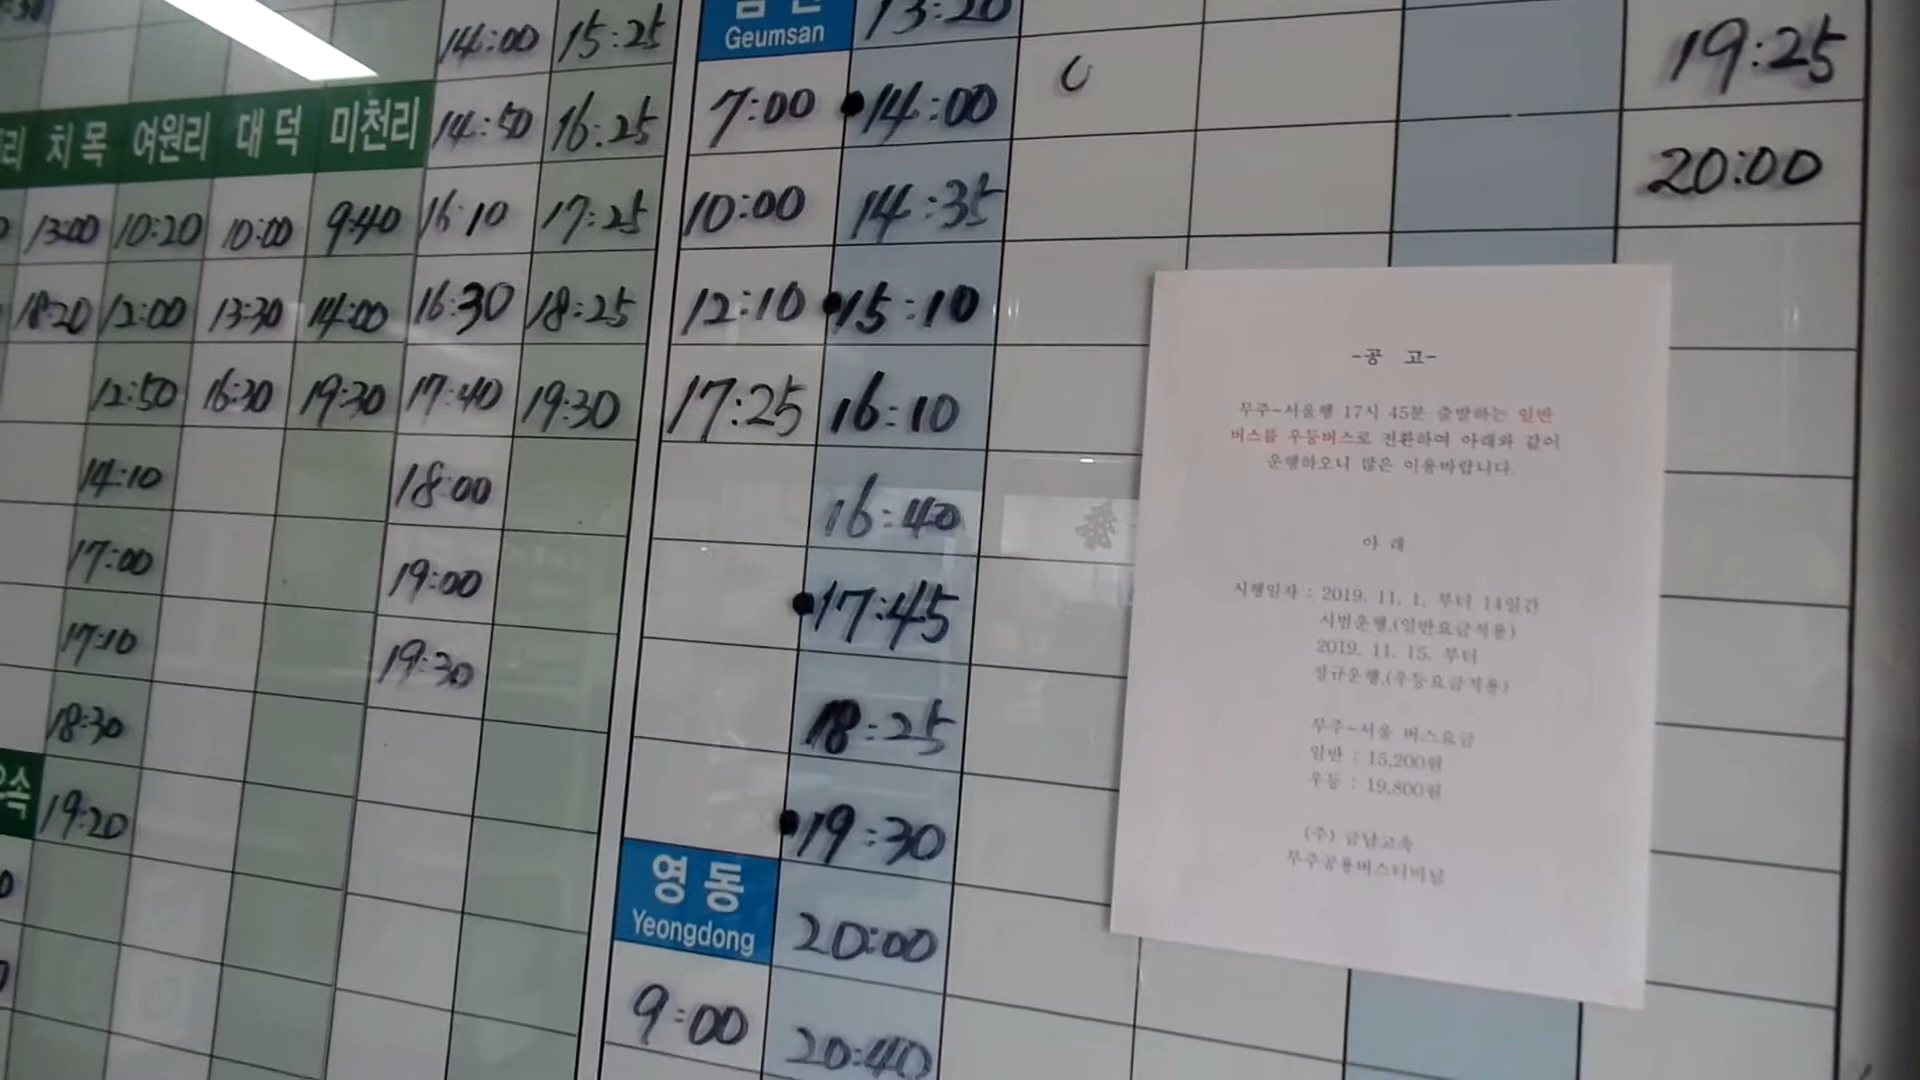 14:00 15:25
Geumsan 13:20
19:25
치목 여원리 대덕 미천리 14:50 16:25
7:00 14:00
20:00
13:00 10:20 10:00 9:40 16:10 17:25
10:00 14:35
18:20 12:00 13:30 14:00 16:30 18:25
12:10 15:10
12:50 16:30 19:30 17:40 19:30
17:25 16:10
14:10 18:00
16:40
17:00 19:00
17:45
17:10 19:30
18:25
18:30
19:20
19:30
영동
Yeongdong
20:00
9:00 20:40
-공 고-
무주-서울행 17시 45분 출발하는 일반
버스를 우등버스로 전환하여 아래와 같이
운행하오니 많은 이용바랍니다.
아 래
시행일자 : 2019. 11. 1. 부터 14일간
시범운행.(일반요금적용)
2019. 11. 15. 부터
정규운행.(우등요금적용)
무주-서울 버스요금
일반 : 15,200원
우등 : 19,800원
(주) 금남고속
무주공용버스터미널